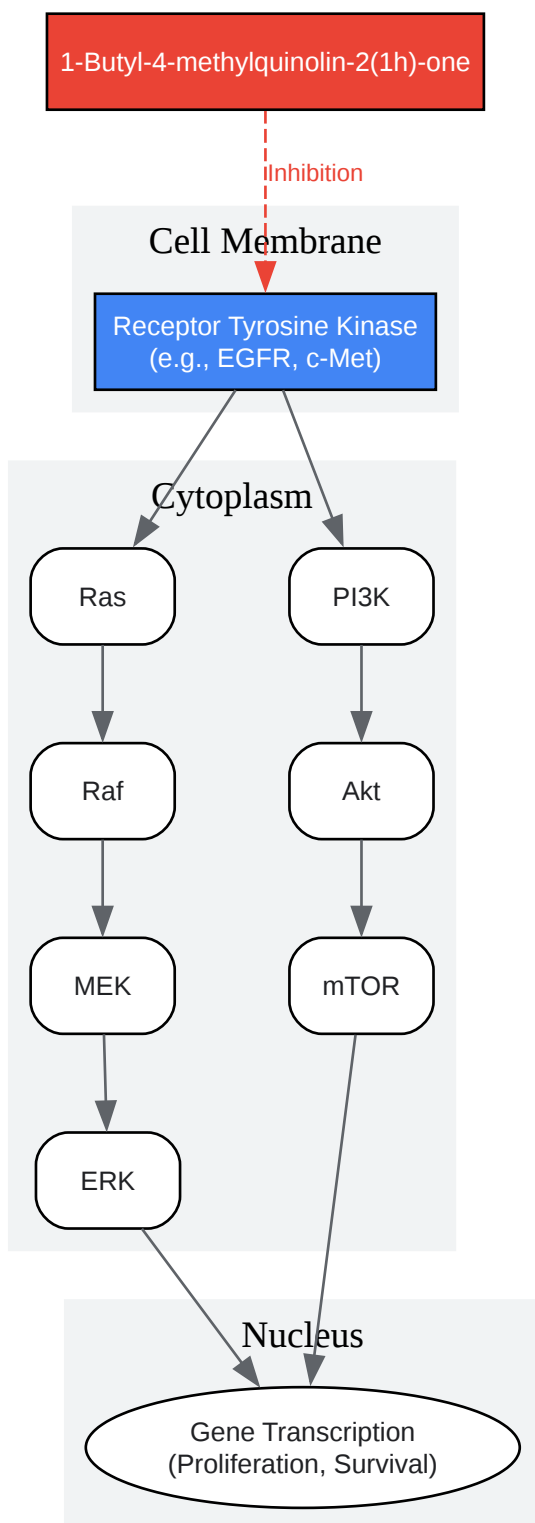 1-Butyl-4-methylquinolin-2(1h)-one
Inhibition
Cell Membrane
Receptor Tyrosine Kinase
(e.g., EGFR, c-Met)
Cytoplasm
Ras
PI3K
Raf
Akt
MEK
mTOR
ERK
Nucleus
Gene Transcription
(Proliferation, Survival)